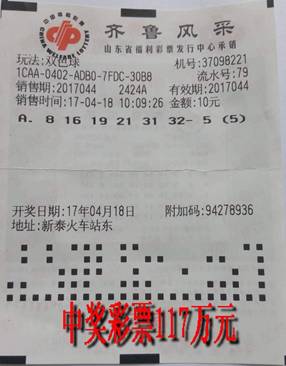 中国福利彩票
CHINA WELFARE LOTTERY
齐鲁风采
山东省福利彩票发行中心承销
玩法:双色球 机号:37098221
1CAA-0402-ADB0-7FDC-30B8 流水号:79
销售期:2017044 2424A 有效期:2017044
销售时间:17-04-18 10:09:26 金额:10元
A. 8 16 19 21 31 32- 5 (5)
开奖日期:17年04月18日 附加码:94278936
地址:新泰火车站东
中奖彩票117万元